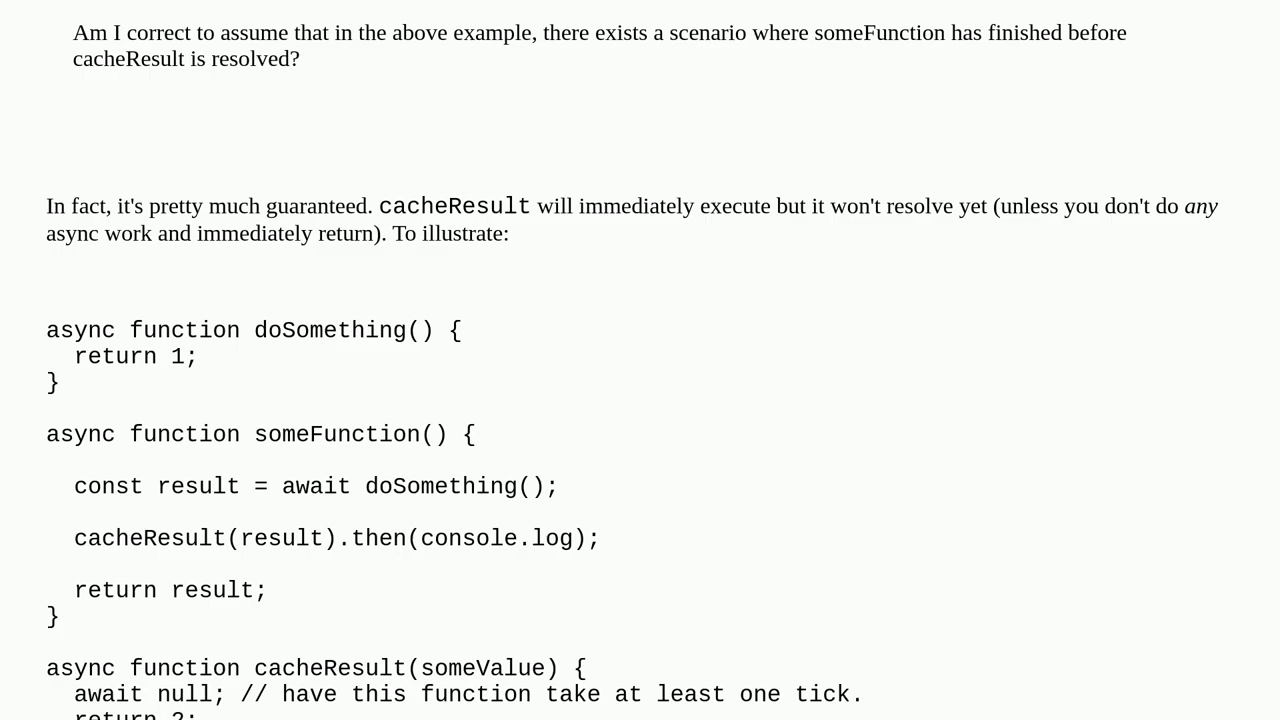 Am I correct to assume that in the above example, there exists a scenario where someFunction has finished before
cacheResult is resolved?
In fact, it's pretty much guaranteed. cacheResult will immediately execute but it won't resolve yet (unless you don't do any
async work and immediately return). To illustrate:
async function doSomething() {
  return 1;
}
async function someFunction() {
  const result = await doSomething();
  cacheResult(result).then(console.log);
  return result;
}
async function cacheResult(someValue) {
  await null; // have this function take at least one tick.
  return 2;